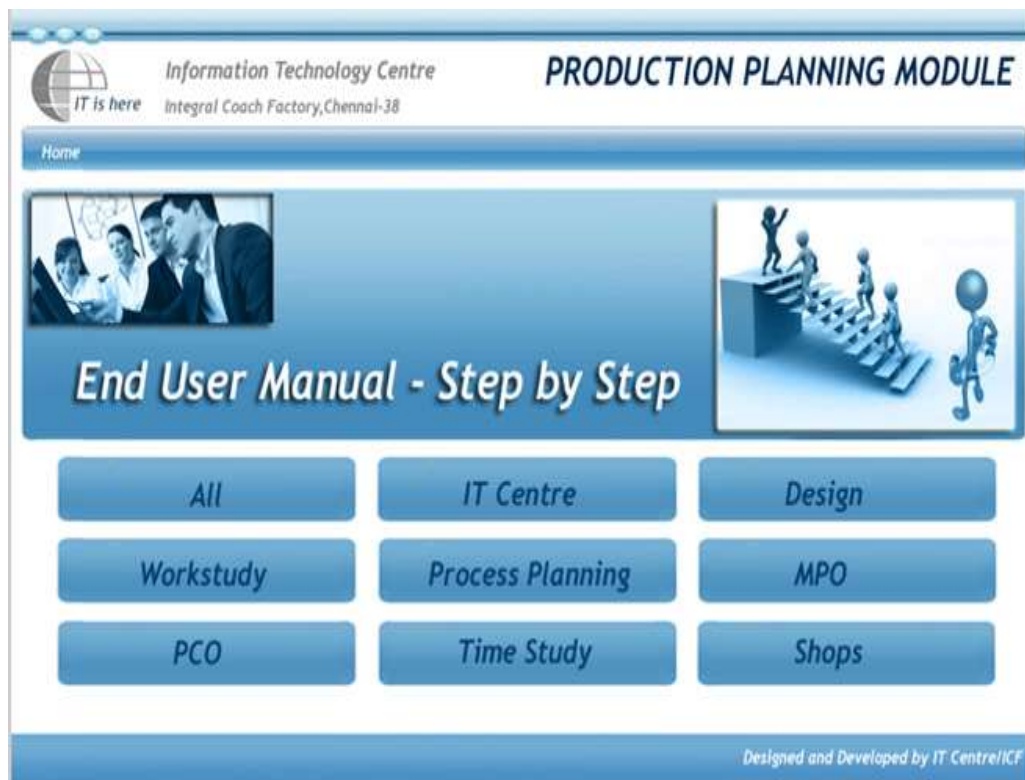 Information Technology Centre
PRODUCTION PLANNING MODULE
IT is here
Integral Coach Factory,Chennai-38
Home
End User Manual - Step by Step
All
IT Centre
Design
Workstudy
Process Planning
MPO
PCO
Time Study
Shops
Designed and Developed by IT Centre/ICF